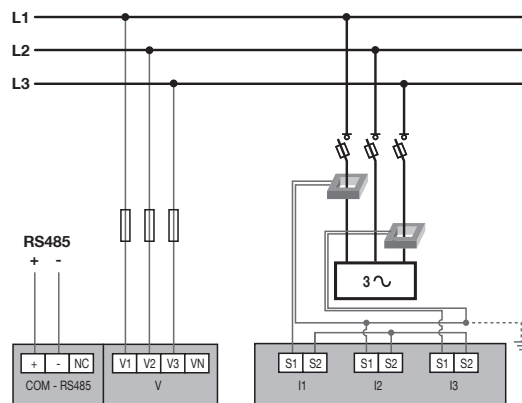 L1
L2
L3
RS485
+ -
3
+ - NC
COM - RS485
V1 V2 V3 VN
V
S1 S2
I1
S1 S2
I2
S1 S2
I3